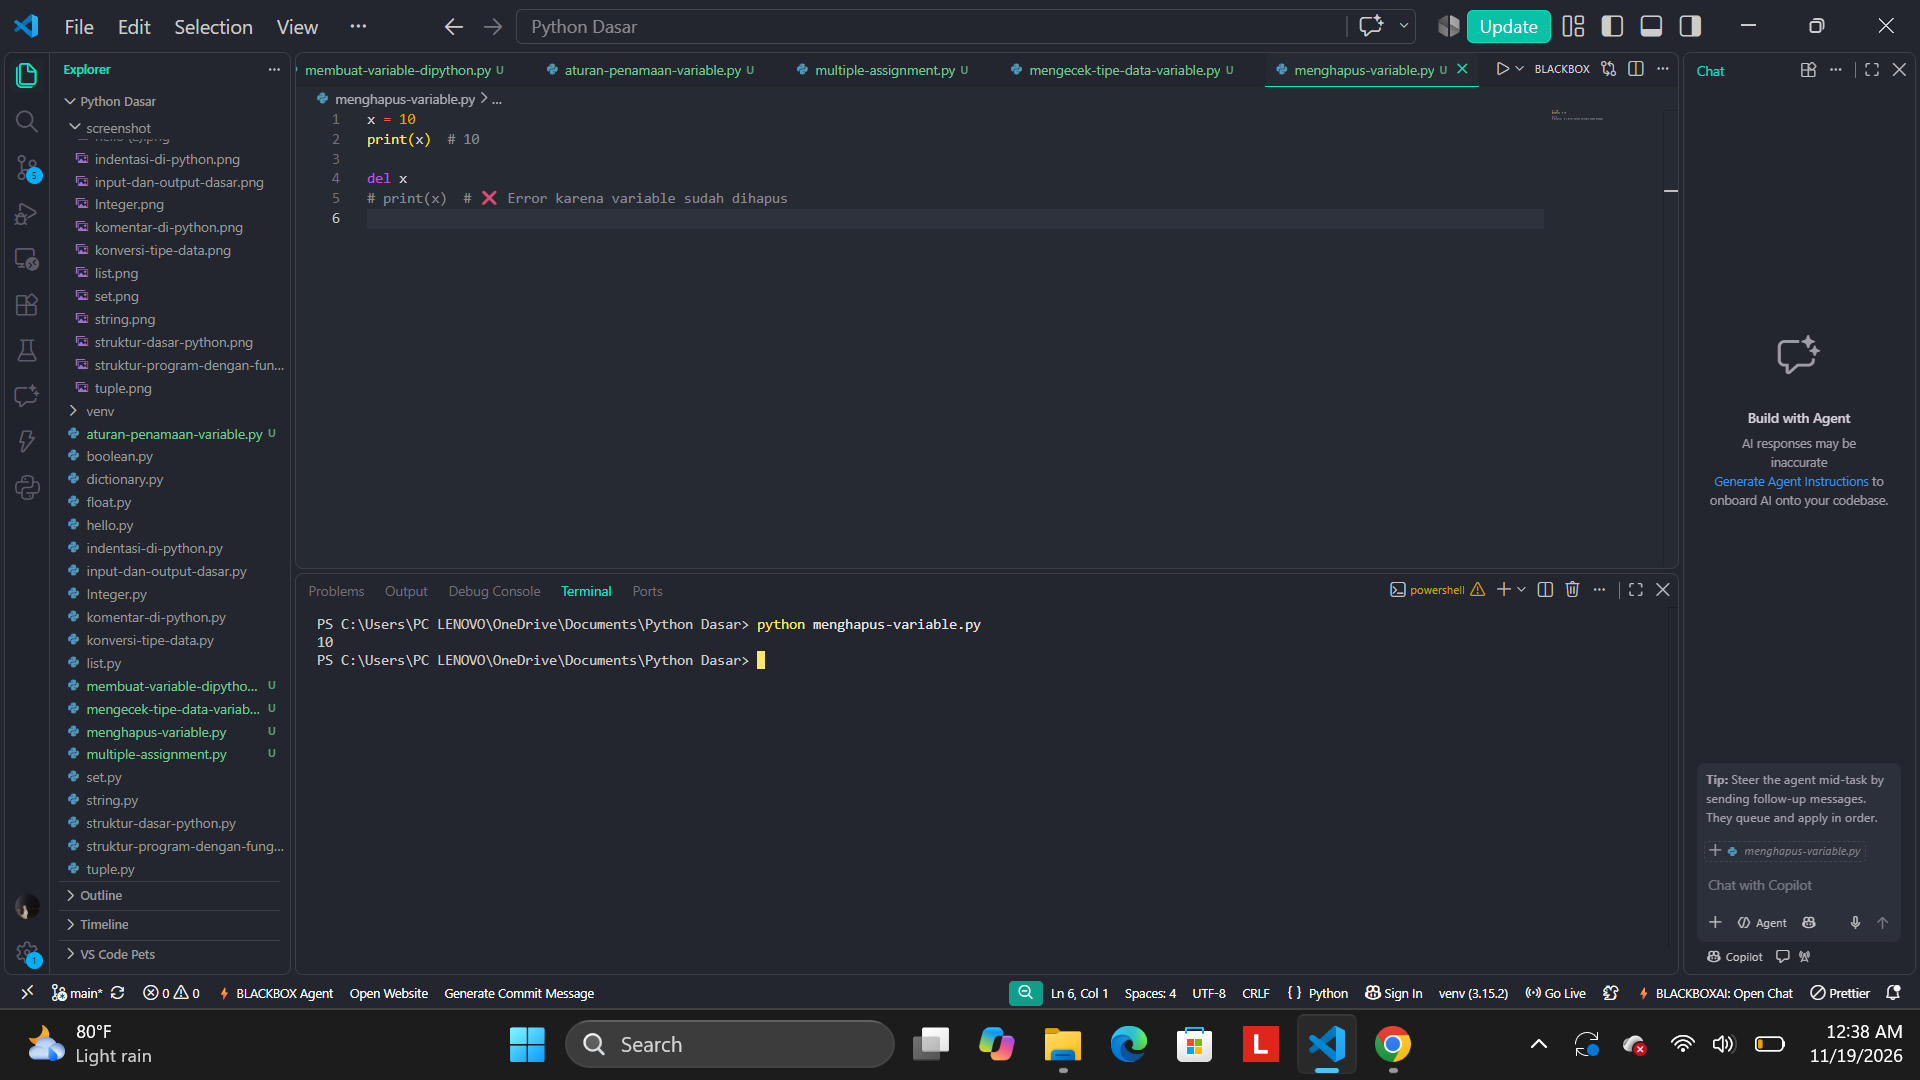 File Edit Selection View
Python Dasar
Update
Explorer
Python Dasar
screenshot
indentasi-di-python.png
input-dan-output-dasar.png
Integer.png
komentar-di-python.png
konversi-tipe-data.png
list.png
set.png
string.png
struktur-dasar-python.png
struktur-program-dengan-fun...
tuple.png
venv
aturan-penamaan-variable.py U
boolean.py
dictionary.py
float.py
hello.py
indentasi-di-python.py
input-dan-output-dasar.py
Integer.py
komentar-di-python.py
konversi-tipe-data.py
list.py
membuat-variable-dipytho... U
mengecek-tipe-data-variab... U
menghapus-variable.py U
multiple-assignment.py U
set.py
string.py
struktur-dasar-python.py
struktur-program-dengan-fung...
tuple.py
Outline
Timeline
VS Code Pets
5
1
membuat-variable-dipython.py U aturan-penamaan-variable.py U multiple-assignment.py U mengecek-tipe-data-variable.py U menghapus-variable.py U
BLACKBOX
menghapus-variable.py > ...
1 x = 10
2 print(x) # 10
3
4 del x
5 # print(x) # ❌ Error karena variable sudah dihapus
6
Problems Output Debug Console Terminal Ports
powershell
PS C:\Users\PC LENOVO\OneDrive\Documents\Python Dasar> python menghapus-variable.py
10
PS C:\Users\PC LENOVO\OneDrive\Documents\Python Dasar>
Chat
Build with Agent
AI responses may be
inaccurate
Generate Agent Instructions to
onboard AI onto your codebase.
Tip: Steer the agent mid-task by
sending follow-up messages.
They queue and apply in order.
menghapus-variable.py
Chat with Copilot
Agent
Copilot
main* 0 0 BLACKBOX Agent Open Website Generate Commit Message
Ln 6, Col 1 Spaces: 4 UTF-8 CRLF { } Python Sign In venv (3.15.2) Go Live BLACKBOXAI: Open Chat Prettier
80°F
Light rain
Search
L
12:38 AM
11/19/2026